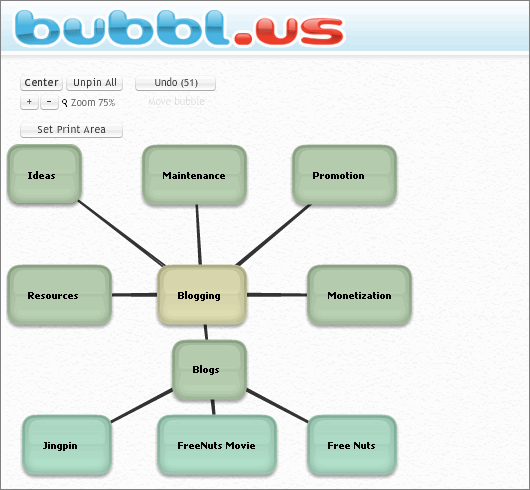 bubbl.us
Center Unpin All Undo (51)
+ - Zoom 75% Move bubble
Set Print Area
Ideas Maintenance Promotion
Resources Blogging Monetization
Blogs
Jingpin FreeNuts Movie Free Nuts